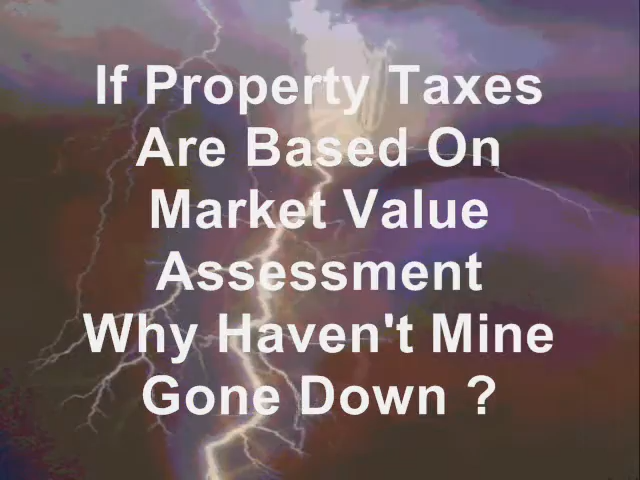 If Property Taxes
Are Based On
Market Value
Assessment
Why Haven't Mine
Gone Down ?